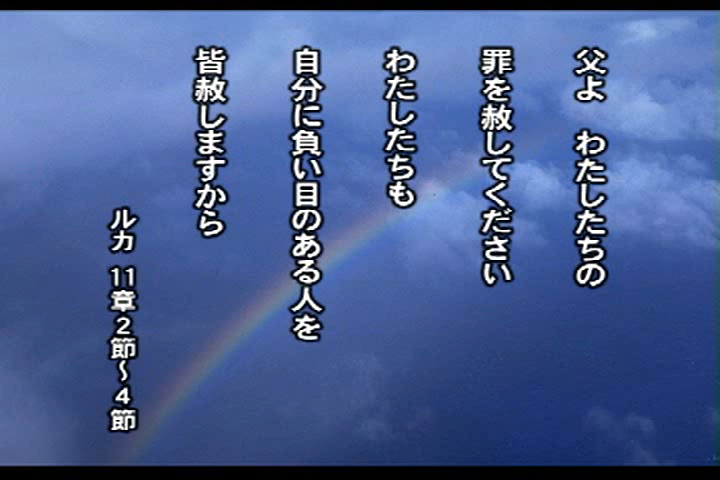 父よ　わたしたちの
罪を赦してください
わたしたちも
自分に負い目のある人を
皆赦しますから
ルカ 11章2節～4節